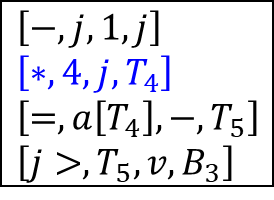 [−, j, 1, j]
[∗, 4, j, T₄]
[=, a[T₄], −, T₅]
[j >, T₅, v, B₃]